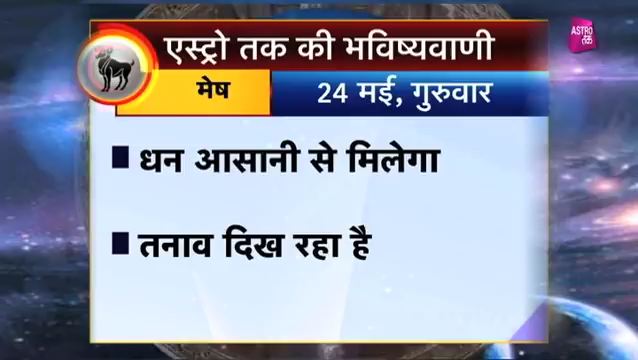 एस्ट्रो तक की भविष्यवाणी
ASTRO
तक
मेष
24 मई, गुरुवार
धन आसानी से मिलेगा
तनाव दिख रहा है